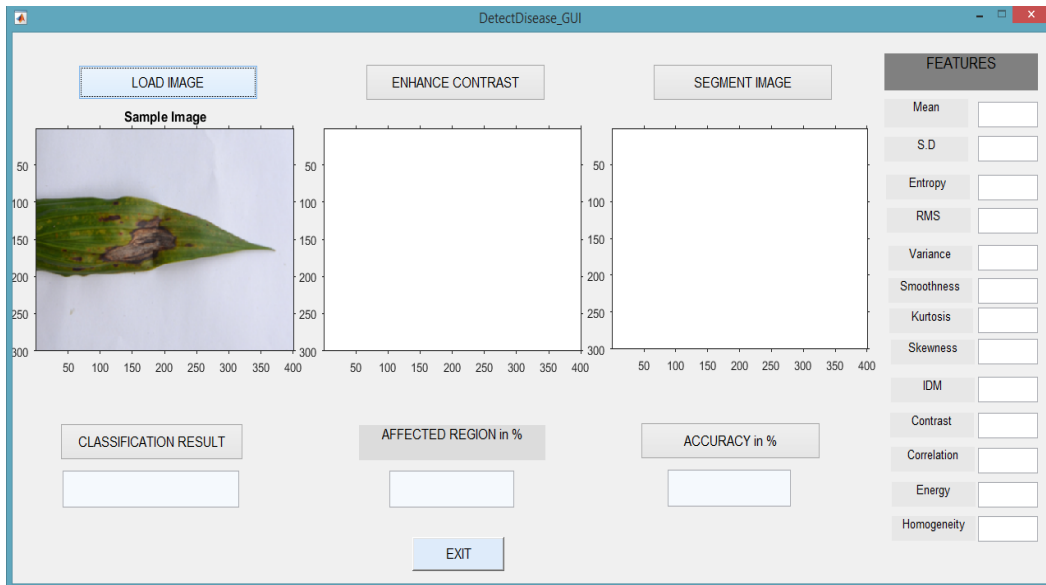 DetectDisease_GUI
LOAD IMAGE
ENHANCE CONTRAST
SEGMENT IMAGE
FEATURES
Sample Image
50
100
150
200
250
300
50 100 150 200 250 300 350 400
50
100
150
200
250
300
50 100 150 200 250 300 350 400
50
100
150
200
250
300
50 100 150 200 250 300 350 400
Mean
S.D
Entropy
RMS
Variance
Smoothness
Kurtosis
Skewness
IDM
Contrast
Correlation
Energy
Homogeneity
CLASSIFICATION RESULT
AFFECTED REGION in %
ACCURACY in %
EXIT